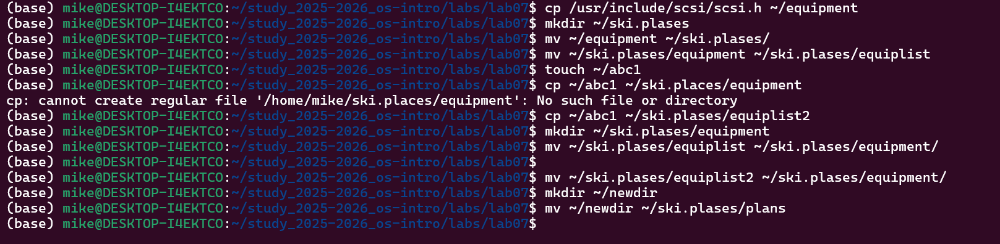 (base) mike@DESKTOP-I4EKTCO:~/study_2025-2026_os-intro/labs/lab07$ cp /usr/include/scsi/scsi.h ~/equipment
(base) mike@DESKTOP-I4EKTCO:~/study_2025-2026_os-intro/labs/lab07$ mkdir ~/ski.plases
(base) mike@DESKTOP-I4EKTCO:~/study_2025-2026_os-intro/labs/lab07$ mv ~/equipment ~/ski.plases/
(base) mike@DESKTOP-I4EKTCO:~/study_2025-2026_os-intro/labs/lab07$ mv ~/ski.plases/equipment ~/ski.plases/equiplist
(base) mike@DESKTOP-I4EKTCO:~/study_2025-2026_os-intro/labs/lab07$ touch ~/abc1
(base) mike@DESKTOP-I4EKTCO:~/study_2025-2026_os-intro/labs/lab07$ cp ~/abc1 ~/ski.places/equipment
cp: cannot create regular file '/home/mike/ski.places/equipment': No such file or directory
(base) mike@DESKTOP-I4EKTCO:~/study_2025-2026_os-intro/labs/lab07$ cp ~/abc1 ~/ski.plases/equiplist2
(base) mike@DESKTOP-I4EKTCO:~/study_2025-2026_os-intro/labs/lab07$ mkdir ~/ski.plases/equipment
(base) mike@DESKTOP-I4EKTCO:~/study_2025-2026_os-intro/labs/lab07$ mv ~/ski.plases/equiplist ~/ski.plases/equipment/
(base) mike@DESKTOP-I4EKTCO:~/study_2025-2026_os-intro/labs/lab07$
(base) mike@DESKTOP-I4EKTCO:~/study_2025-2026_os-intro/labs/lab07$ mv ~/ski.plases/equiplist2 ~/ski.plases/equipment/
(base) mike@DESKTOP-I4EKTCO:~/study_2025-2026_os-intro/labs/lab07$ mkdir ~/newdir
(base) mike@DESKTOP-I4EKTCO:~/study_2025-2026_os-intro/labs/lab07$ mv ~/newdir ~/ski.plases/plans
(base) mike@DESKTOP-I4EKTCO:~/study_2025-2026_os-intro/labs/lab07$